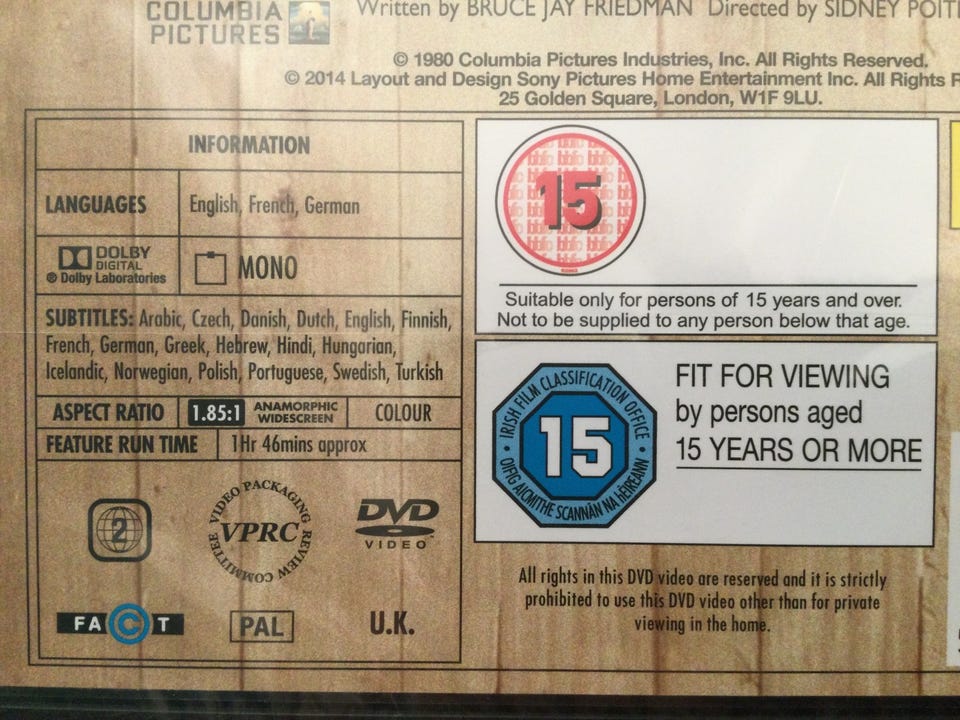 COLUMBIA
PICTURES
Written by BRUCE JAY FRIEDMAN Directed by SIDNEY
© 1980 Columbia Pictures Industries, Inc. All Rights Reserved.
© 2014 Layout and Design Sony Pictures Home Entertainment Inc. All Rights
25 Golden Square, London, W1F 9LU.
INFORMATION
LANGUAGES English, French, German
DOLBY
DIGITAL
® Dolby Laboratories
MONO
SUBTITLES: Arabic, Czech, Danish, Dutch, English, Finnish,
French, German, Greek, Hebrew, Hindi, Hungarian,
Icelandic, Norwegian, Polish, Portuguese, Swedish, Turkish
ASPECT RATIO 1.85:1 ANAMORPHIC
WIDESCREEN
COLOUR
FEATURE RUN TIME 1Hr 46mins approx
2
VIDEO PACKAGING REVIEW COMMITTEE
VPRC
DVD
VIDEO
FACT
PAL
U.K.
bbfc
15
Suitable only for persons of 15 years and over.
Not to be supplied to any person below that age.
IRISH FILM CLASSIFICATION OFFICE
15
OIFIG AICMITHE SCANNÁN NA hÉIREANN
FIT FOR VIEWING
by persons aged
15 YEARS OR MORE
All rights in this DVD video are reserved and it is strictly
prohibited to use this DVD video other than for private
viewing in the home.